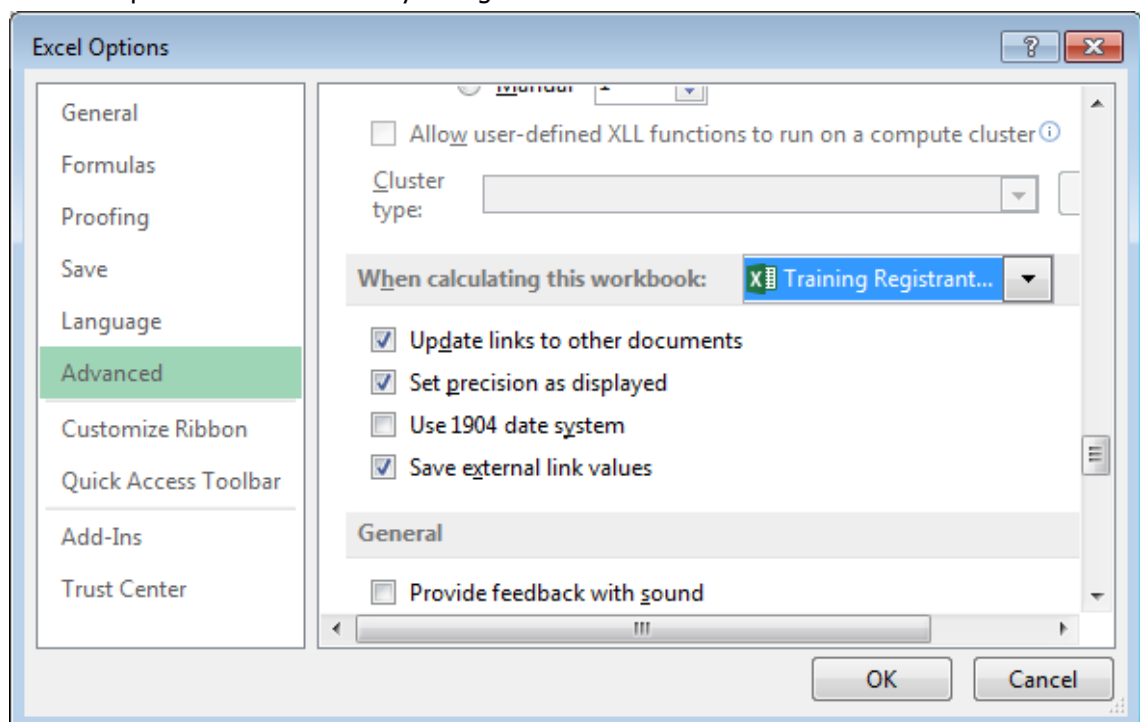 Excel Options
General
Formulas
Proofing
Save
Language
Advanced
Customize Ribbon
Quick Access Toolbar
Add-Ins
Trust Center
Manual 1
Allow user-defined XLL functions to run on a compute cluster
Cluster
type:
When calculating this workbook: Training Registrant...
Update links to other documents
Set precision as displayed
Use 1904 date system
Save external link values
General
Provide feedback with sound
OK Cancel